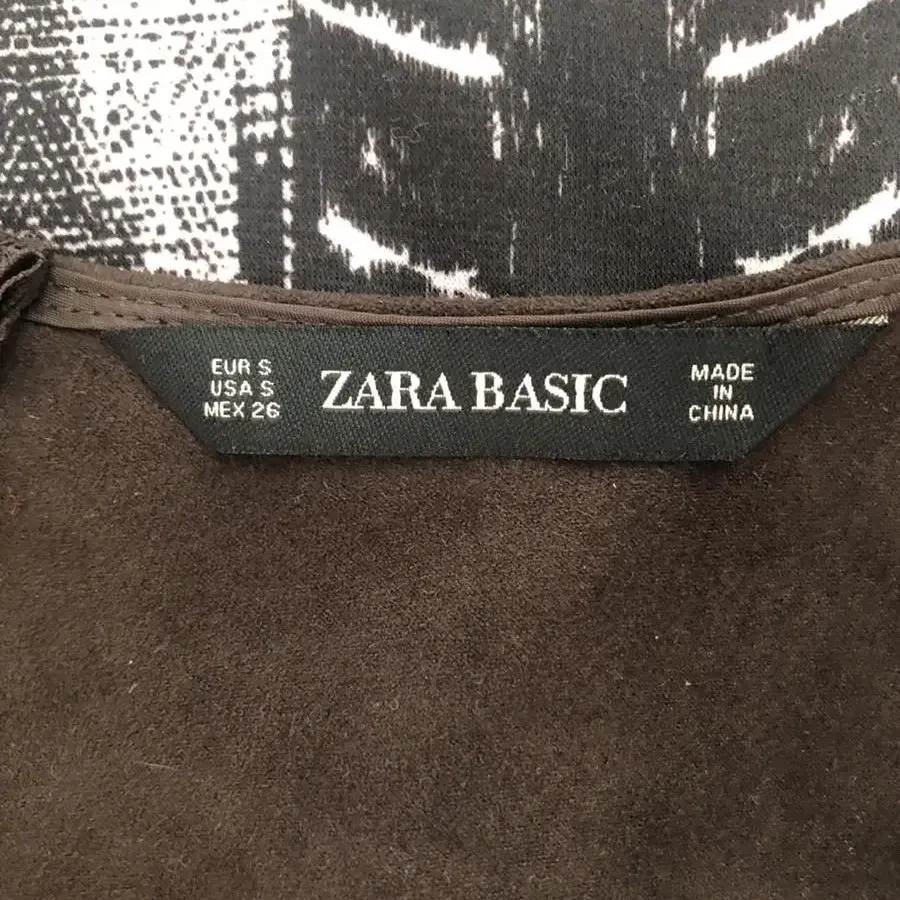 EUR S
USA S
MEX 26
ZARA BASIC
MADE
IN
CHINA